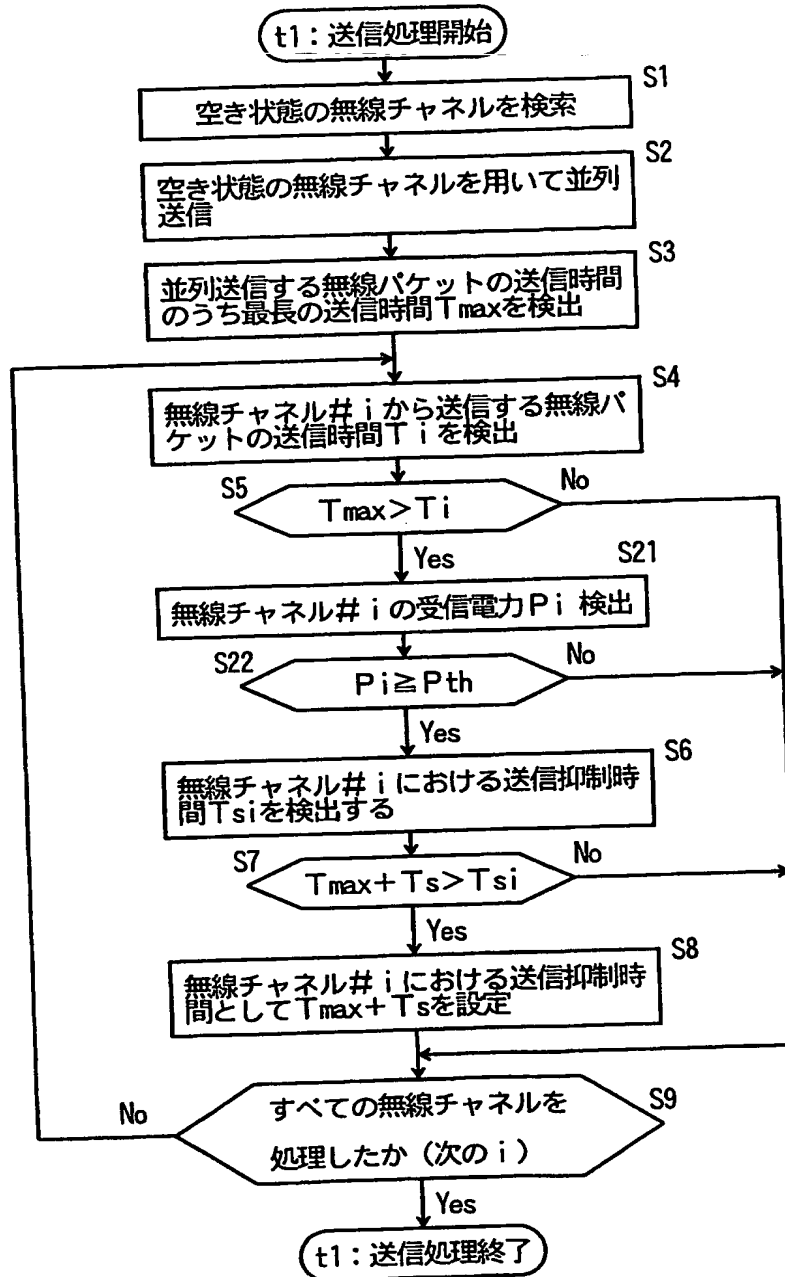 t1：送信処理開始
S1
空き状態の無線チャネルを検索
S2
空き状態の無線チャネルを用いて並列
送信
S3
並列送信する無線パケットの送信時間
のうち最長の送信時間Tmaxを検出
S4
無線チャネル＃ｉから送信する無線パ
ケットの送信時間Ｔｉを検出
S5
Ｔmax＞Ｔi
No
Yes
S21
無線チャネル＃ｉの受信電力Ｐi 検出
S22
Ｐi≧Ｐth
No
Yes
S6
無線チャネル＃ｉにおける送信抑制時
間Ｔsiを検出する
S7
Ｔmax＋Ｔs＞Ｔsi
No
Yes
S8
無線チャネル＃ｉにおける送信抑制時
間としてＴmax＋Ｔsを設定
S9
すべての無線チャネルを
処理したか（次のｉ）
No
Yes
t1：送信処理終了